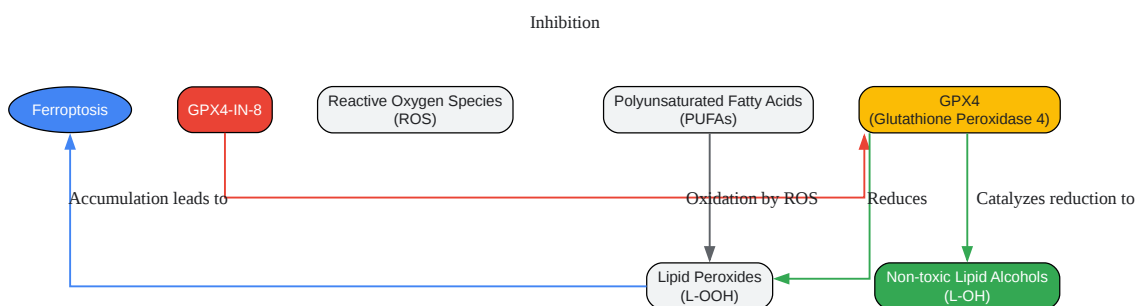 Inhibition
Ferroptosis
GPX4-IN-8
Reactive Oxygen Species
(ROS)
Polyunsaturated Fatty Acids
(PUFAs)
GPX4
(Glutathione Peroxidase 4)
Accumulation leads to
Oxidation by ROS
Reduces
Catalyzes reduction to
Lipid Peroxides
(L-OOH)
Non-toxic Lipid Alcohols
(L-OH)